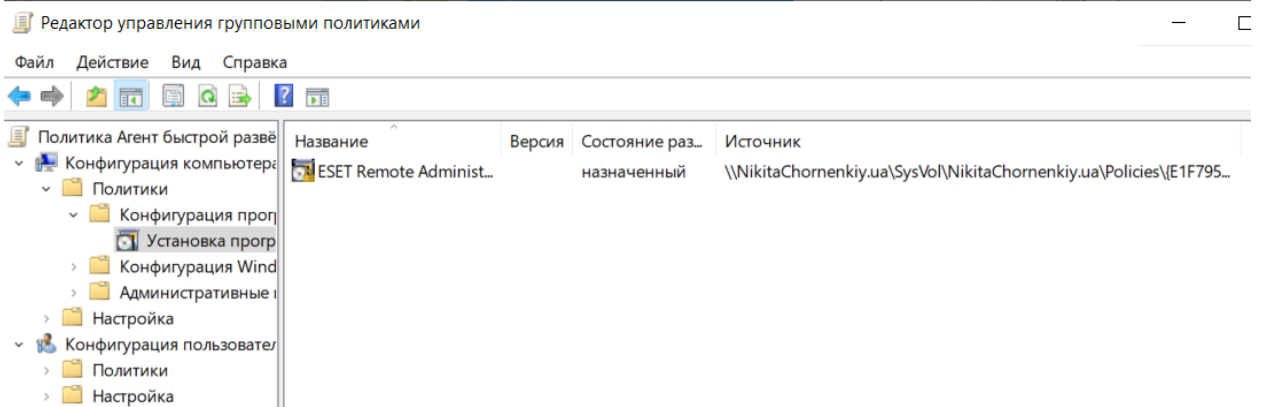 Редактор управления групповыми политиками
Файл Действие Вид Справка
Политика Агент быстрой развё
Название Версия Состояние раз... Источник
Конфигурация компьютера
ESET Remote Administ... назначенный \\NikitaChornenkiy.ua\SysVol\NikitaChornenkiy.ua\Policies\{E1F795...
Политики
Конфигурация прог
Установка прогр
Конфигурация Wind
Административные
Настройка
Конфигурация пользовател
Политики
Настройка